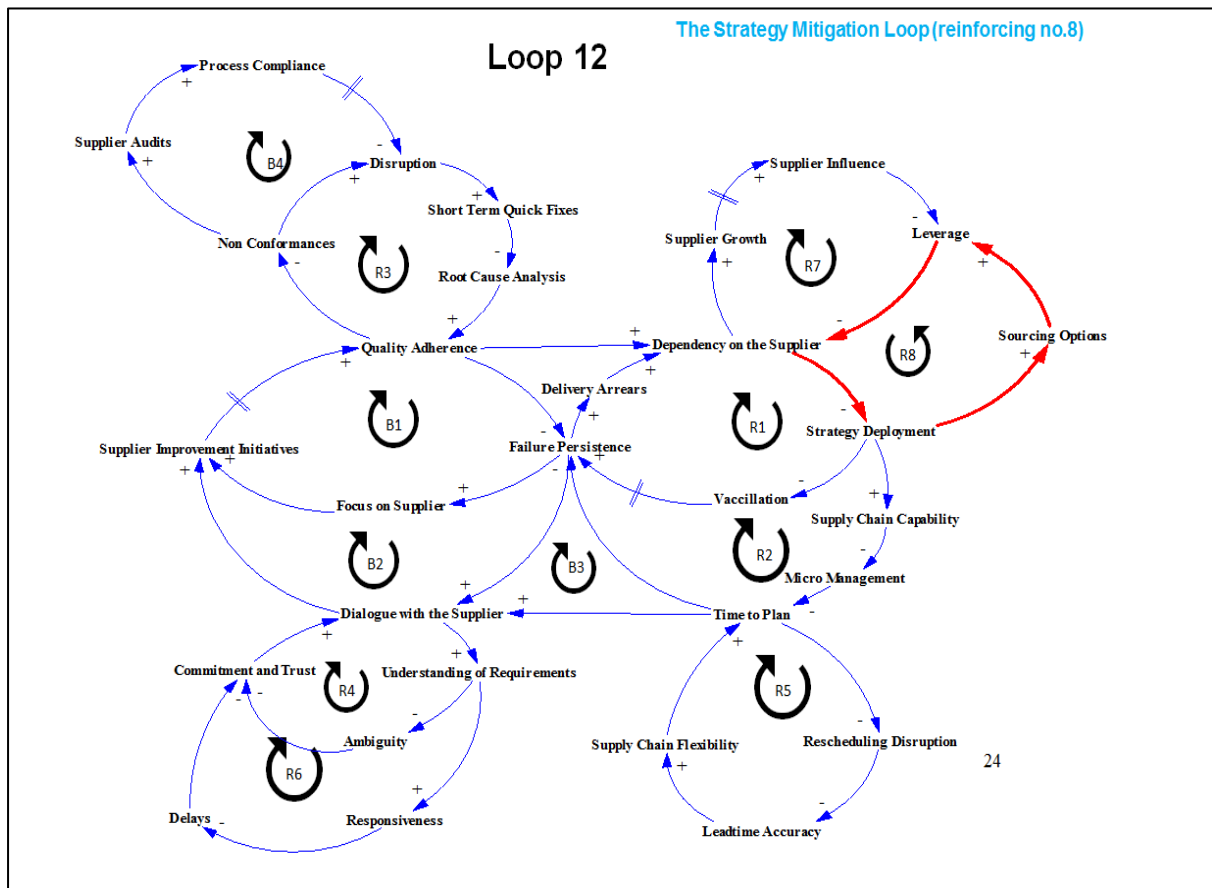 The Strategy Mitigation Loop (reinforcing no.8)
Loop 12
Process Compliance
+
-
Supplier Audits
+
B4
Disruption
+
+
Short Term Quick Fixes
-
Non Conformances
-
R3
Root Cause Analysis
+
Supplier Influence
+
-
Leverage
+
Supplier Growth
+
R7
-
R8
Sourcing Options
+
Quality Adherence
+
+
Dependency on the Supplier
Delivery Arrears
+
+
B1
-
R1
-
Strategy Deployment
Supplier Improvement Initiatives
+
+
Failure Persistence
-
+
Focus on Supplier
+
Vaccillation
-
+
Supply Chain Capability
-
B2
B3
R2
Micro Management
-
+
Dialogue with the Supplier
+
+
Time to Plan
+
Commitment and Trust
-
-
R4
+
Understanding of Requirements
-
Ambiguity
R5
-
Rescheduling Disruption
-
Supply Chain Flexibility
+
24
R6
+
Delays
-
Responsiveness
Leadtime Accuracy